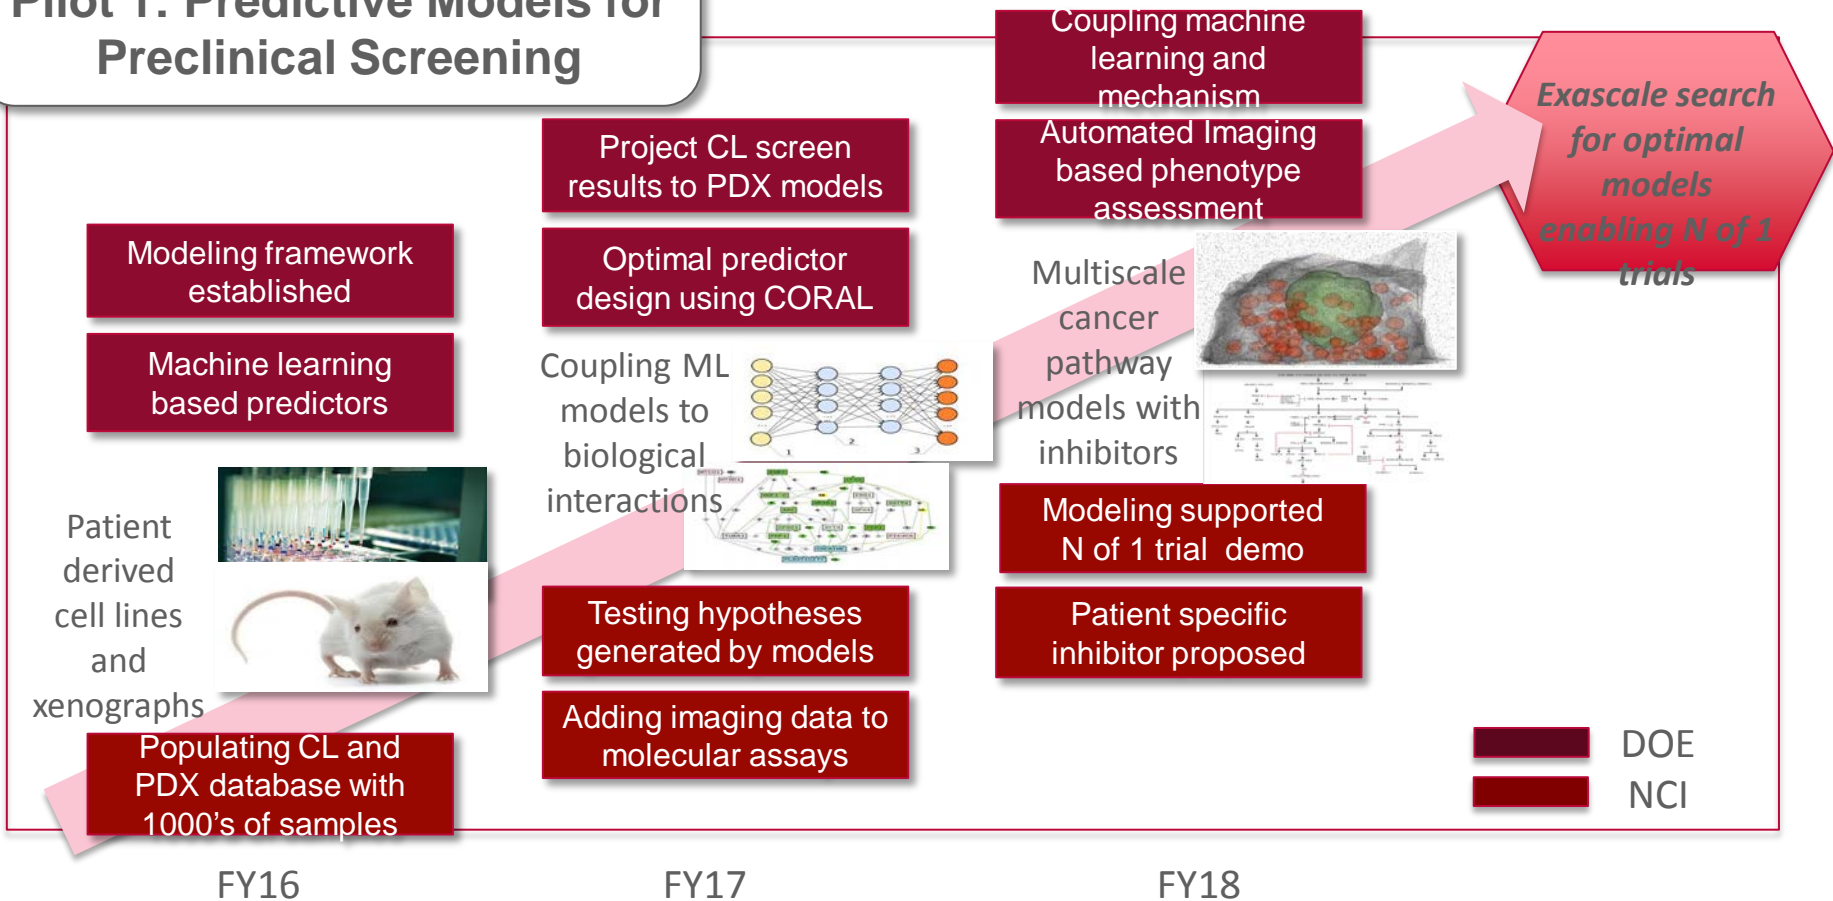 Pilot 1: Predictive Models for
Preclinical Screening
Modeling framework
established
Machine learning
based predictors
Patient
derived
cell lines
and
xenographs
Populating CL and
PDX database with
1000's of samples
FY16
Project CL screen
results to PDX models
Optimal predictor
design using CORAL
Coupling ML
models to
biological
interactions
1
2
3
Testing hypotheses
generated by models
Adding imaging data to
molecular assays
FY17
Coupling machine
learning and
mechanism
Automated Imaging
based phenotype
assessment
Multiscale
cancer
pathway
models with
inhibitors
Modeling supported
N of 1 trial demo
Patient specific
inhibitor proposed
FY18
Exascale search
for optimal
models
enabling N of 1
trials
DOE
NCI